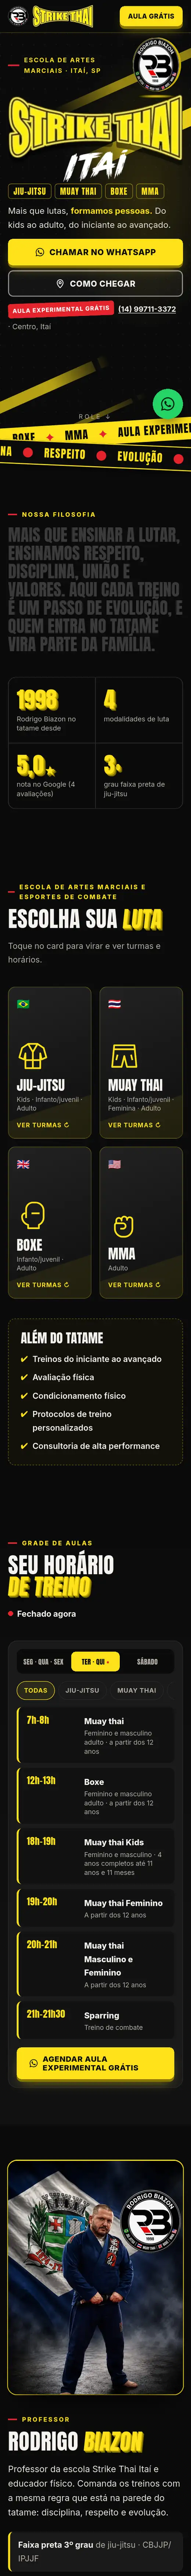 STRIKE THAI
AULA GRÁTIS
ESCOLA DE ARTES
MARCIAIS · ITAÍ, SP
RODRIGO BIAZON
RB
STRIKE THAI
ITAÍ
JIU-JITSU
MUAY THAI
BOXE
MMA
Mais que lutas, formamos pessoas. Do
kids ao adulto, do iniciante ao avançado.
CHAMAR NO WHATSAPP
COMO CHEGAR
AULA EXPERIMENTAL GRÁTIS
(14) 99711-3372
· Centro, Itaí
ROLE ↓
BOXE ✦ MMA ✦ AULA EXPERIMEN
NA ● RESPEITO ● EVOLUÇÃO ●
NOSSA FILOSOFIA
MAIS QUE ENSINAR A LUTAR,
ENSINAMOS RESPEITO,
DISCIPLINA, UNIÃO E
VALORES. AQUI, CADA TREINO
É UM PASSO DE EVOLUÇÃO, E
QUEM ENTRA NO TATAME
VIRA PARTE DA FAMÍLIA.
1998
Rodrigo Biazon no
tatame desde
4
modalidades de luta
5,0★
nota no Google (4
avaliações)
3º
grau faixa preta de
jiu-jitsu
ESCOLA DE ARTES MARCIAIS E
ESPORTES DE COMBATE
ESCOLHA SUA LUTA
Toque no card para virar e ver turmas e
horários.
JIU-JITSU
Kids · Infanto/juvenil ·
Adulto
VER TURMAS ↻
MUAY THAI
Kids · Infanto/juvenil ·
Feminina · Adulto
VER TURMAS ↻
BOXE
Infanto/juvenil ·
Adulto
VER TURMAS ↻
MMA
Adulto
VER TURMAS ↻
ALÉM DO TATAME
✔ Treinos do iniciante ao avançado
✔ Avaliação física
✔ Condicionamento físico
✔ Protocolos de treino
personalizados
✔ Consultoria de alta performance
GRADE DE AULAS
SEU HORÁRIO
DE TREINO
Fechado agora
SEG · QUA · SEX
TER · QUI •
SÁBADO
TODAS
JIU-JITSU
MUAY THAI
7h-8h
Muay thai
Feminino e masculino
adulto · a partir dos 12
anos
12h-13h
Boxe
Feminino e masculino
adulto · a partir dos 12
anos
18h-19h
Muay thai Kids
Feminino e masculino · 4
anos completos até 11
anos e 11 meses
19h-20h
Muay thai Feminino
A partir dos 12 anos
20h-21h
Muay thai
Masculino e
Feminino
A partir dos 12 anos
21h-21h30
Sparring
Treino de combate
AGENDAR AULA
EXPERIMENTAL GRÁTIS
RODRIGO BIAZON
RB
PROFESSOR
RODRIGO BIAZON
Professor da escola Strike Thai Itaí e
educador físico. Comanda os treinos com
a mesma regra que está na parede do
tatame: disciplina, respeito e evolução.
Faixa preta 3º grau de jiu-jitsu · CBJJP/
IPJJF